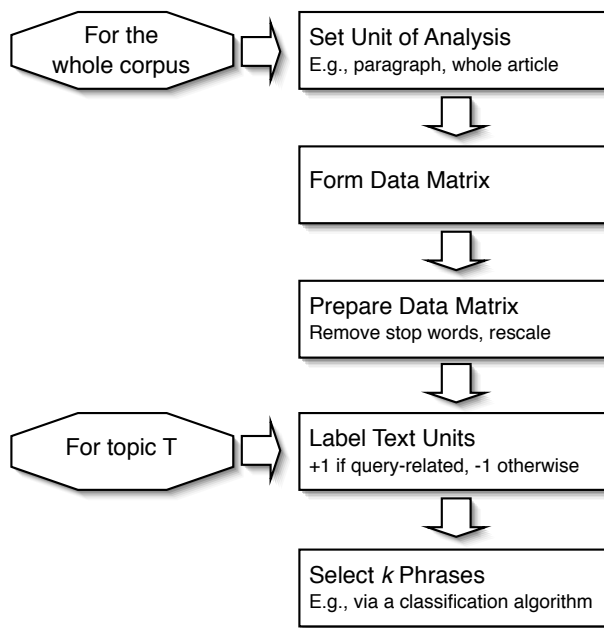 For the
whole corpus
Set Unit of Analysis
E.g., paragraph, whole article
Form Data Matrix
Prepare Data Matrix
Remove stop words, rescale
For topic T
Label Text Units
+1 if query-related, -1 otherwise
Select k Phrases
E.g., via a classification algorithm